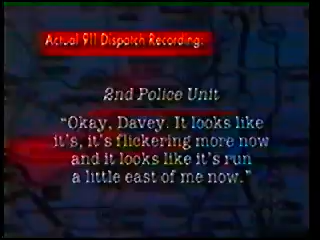 Actual 911 Dispatch Recording:
2nd Police Unit
"Okay, Davey. It looks like
it's, it's flickering more now
and it looks like it's run
a little east of me now."